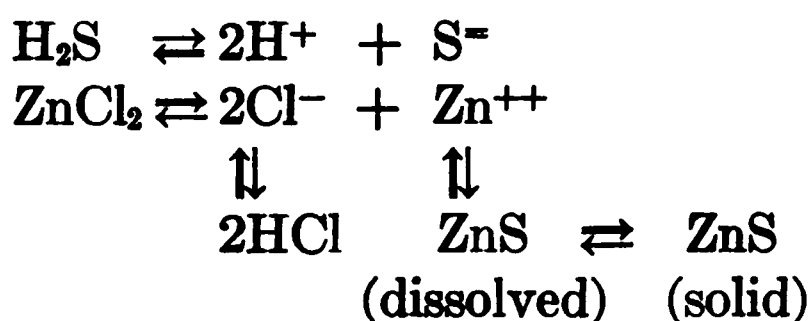 H₂S ⇄ 2H⁺ + S⁼
ZnCl₂ ⇄ 2Cl⁻ + Zn⁺⁺
⥮ ⥮
2HCl ZnS ⇄ ZnS
(dissolved) (solid)